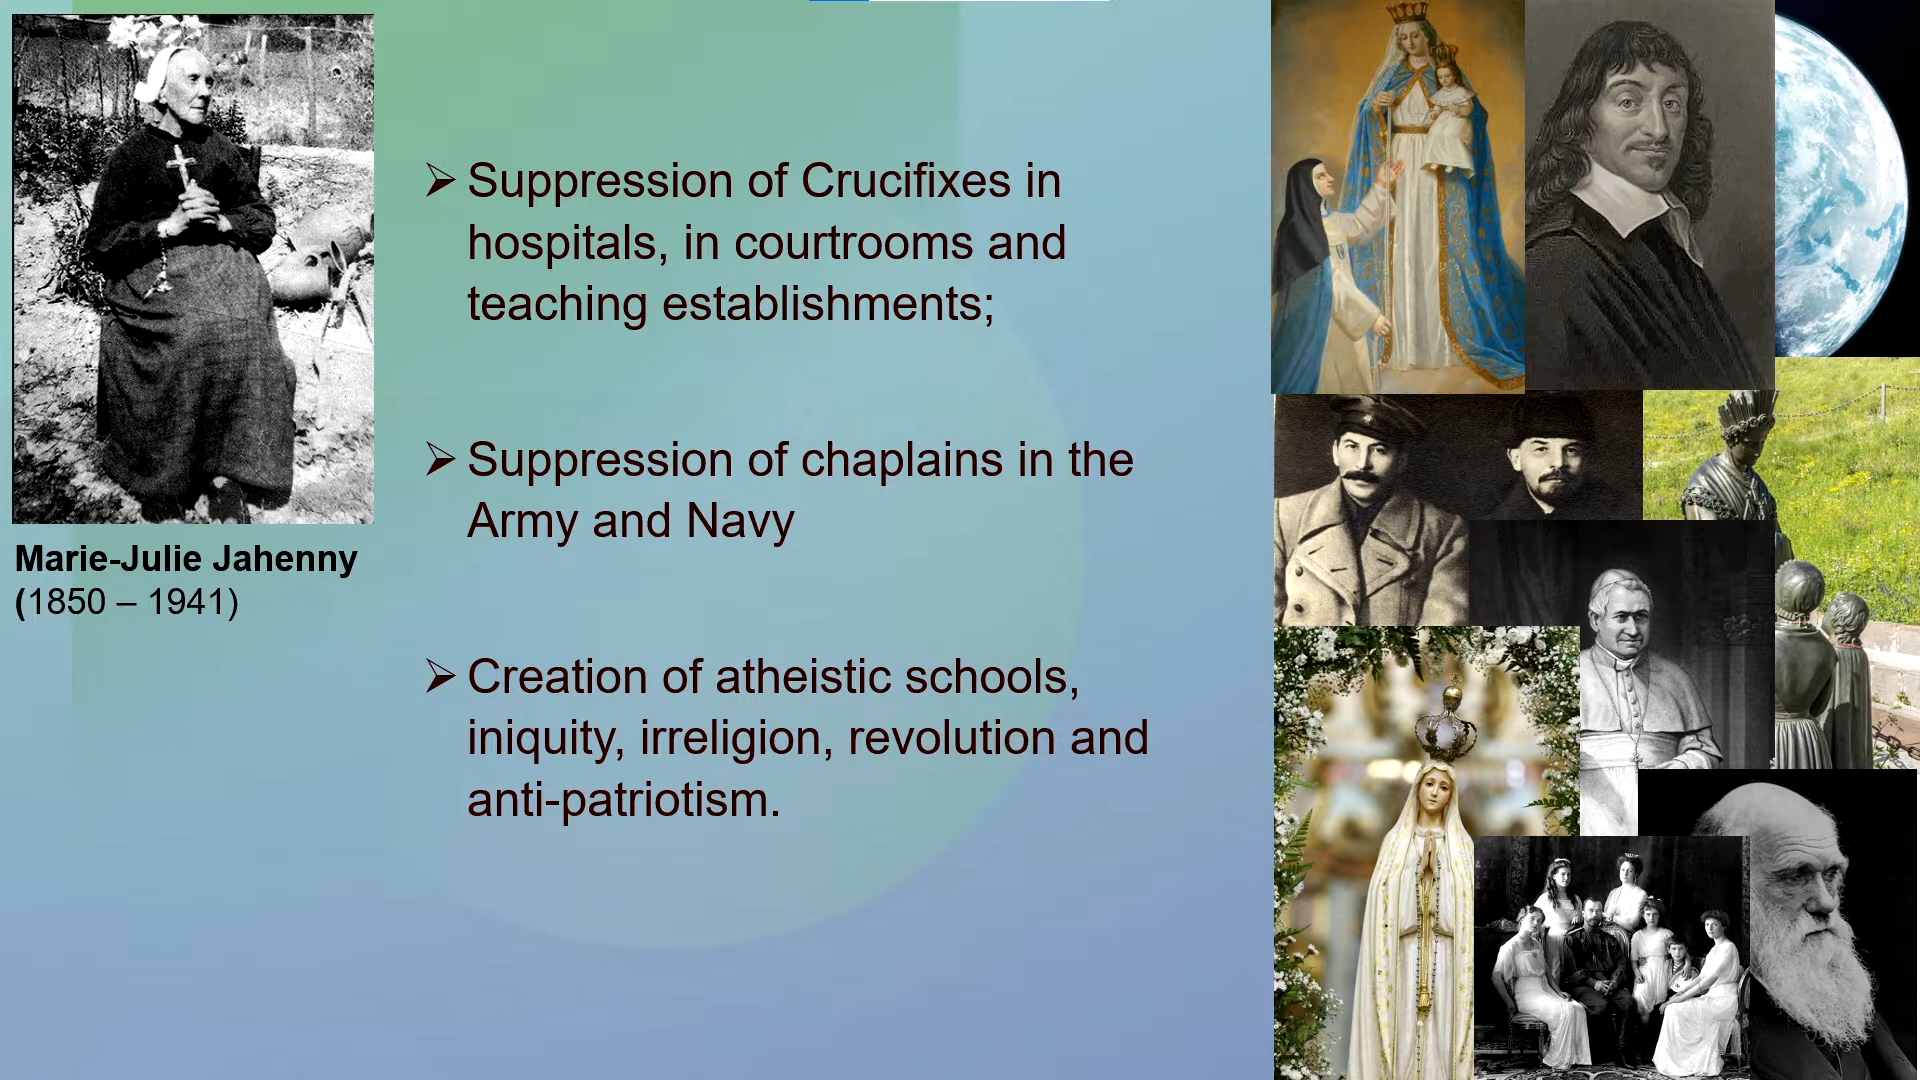 Marie-Julie Jahenny
(1850 – 1941)
➢ Suppression of Crucifixes in
hospitals, in courtrooms and
teaching establishments;
➢ Suppression of chaplains in the
Army and Navy
➢ Creation of atheistic schools,
iniquity, irreligion, revolution and
anti-patriotism.